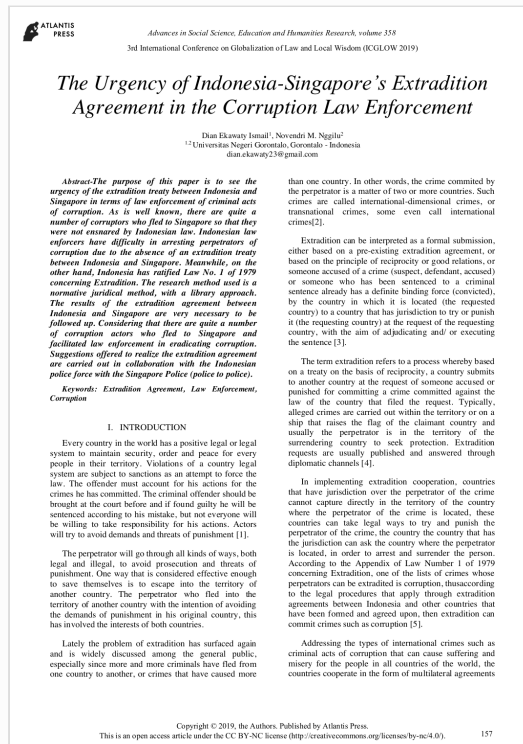 ATLANTIS
PRESS
Advances in Social Science, Education and Humanities Research, volume 358
3rd International Conference on Globalization of Law and Local Wisdom (ICGLOW 2019)
The Urgency of Indonesia-Singapore's Extradition
Agreement in the Corruption Law Enforcement
Dian Ekawaty Ismail1, Novendri M. Nggilu2
1,2 Universitas Negeri Gorontalo, Gorontalo - Indonesia
dian.ekawaty23@gmail.com
Abstract-The purpose of this paper is to see the
urgency of the extradition treaty between Indonesia and
Singapore in terms of law enforcement of criminal acts
of corruption. As is well known, there are quite a
number of corruptors who fled to Singapore so that they
were not ensnared by Indonesian law. Indonesian law
enforcers have difficulty in arresting perpetrators of
corruption due to the absence of an extradition treaty
between Indonesia and Singapore. Meanwhile, on the
other hand, Indonesia has ratified Law No. 1 of 1979
concerning Extradition. The research method used is a
normative juridical method, with a library approach.
The results of the extradition agreement between
Indonesia and Singapore are very necessary to be
followed up. Considering that there are quite a number
of corruption actors who fled to Singapore and
facilitated law enforcement in eradicating corruption.
Suggestions offered to realize the extradition agreement
are carried out in collaboration with the Indonesian
police force with the Singapore Police (police to police).
Keywords: Extradition Agreement, Law Enforcement,
Corruption
I. INTRODUCTION
Every country in the world has a positive legal or legal
system to maintain security, order and peace for every
people in their territory. Violations of a country legal
system are subject to sanctions as an attempt to force the
law. The offender must account for his actions for the
crimes he has committed. The criminal offender should be
brought at the court before and if found guilty he will be
sentenced according to his mistake, but not everyone will
be willing to take responsibility for his actions. Actors
will try to avoid demands and threats of punishment [1].
The perpetrator will go through all kinds of ways, both
legal and illegal, to avoid prosecution and threats of
punishment. One way that is considered effective enough
to save themselves is to escape into the territory of
another country. The perpetrator who fled into the
territory of another country with the intention of avoiding
the demands of punishment in his original country, this
has involved the interests of both countries.
Lately the problem of extradition has surfaced again
and is widely discussed among the general public,
especially since more and more criminals have fled from
one country to another, or crimes that have caused more
than one country. In other words, the crime commited by
the perpetrator is a matter of two or more countries. Such
crimes are called international-dimensional crimes, or
transnational crimes, some even call international
crimes[2].
Extradition can be interpreted as a formal submission,
either based on a pre-existing extradition agreement, or
based on the principle of reciprocity or good relations, or
someone accused of a crime (suspect, defendant, accused)
or someone who has been sentenced to a criminal
sentence already has a definite binding force (convicted),
by the country in which it is located (the requested
country) to a country that has jurisdiction to try or punish
it (the requesting country) at the request of the requesting
country, with the aim of adjudicating and/ or executing
the sentence [3].
The term extradition refers to a process whereby based
on a treaty on the basis of reciprocity, a country submits
to another country at the request of someone accused or
punished for committing a crime committed against the
law of the country that filed the request. Typically,
alleged crimes are carried out within the territory or on a
ship that raises the flag of the claimant country and
usually the perpetrator is in the territory of the
surrendering country to seek protection. Extradition
requests are usually published and answered through
diplomatic channels [4].
In implementing extradition cooperation, countries
that have jurisdiction over the perpetrator of the crime
cannot capture directly in the territory of the country
where the perpetrator of the crime is located, these
countries can take legal ways to try and punish the
perpetrator of the crime, the country the country that has
the jurisdiction can ask the country where the perpetrator
is located, in order to arrest and surrender the person.
According to the Appendix of Law Number 1 of 1979
concerning Extradition, one of the lists of crimes whose
perpetrators can be extradited is corruption, thusaccording
to the legal procedures that apply through extradition
agreements between Indonesia and other countries that
have been formed and agreed upon, then extradition can
commit crimes such as corruption [5].
Addressing the types of international crimes such as
criminal acts of corruption that can cause suffering and
misery for the people in all countries of the world, the
countries cooperate in the form of multilateral agreements
Copyright © 2019, the Authors. Published by Atlantis Press.
This is an open access article under the CC BY-NC license (http://creativecommons.org/licenses/by-nc/4.0/).
157